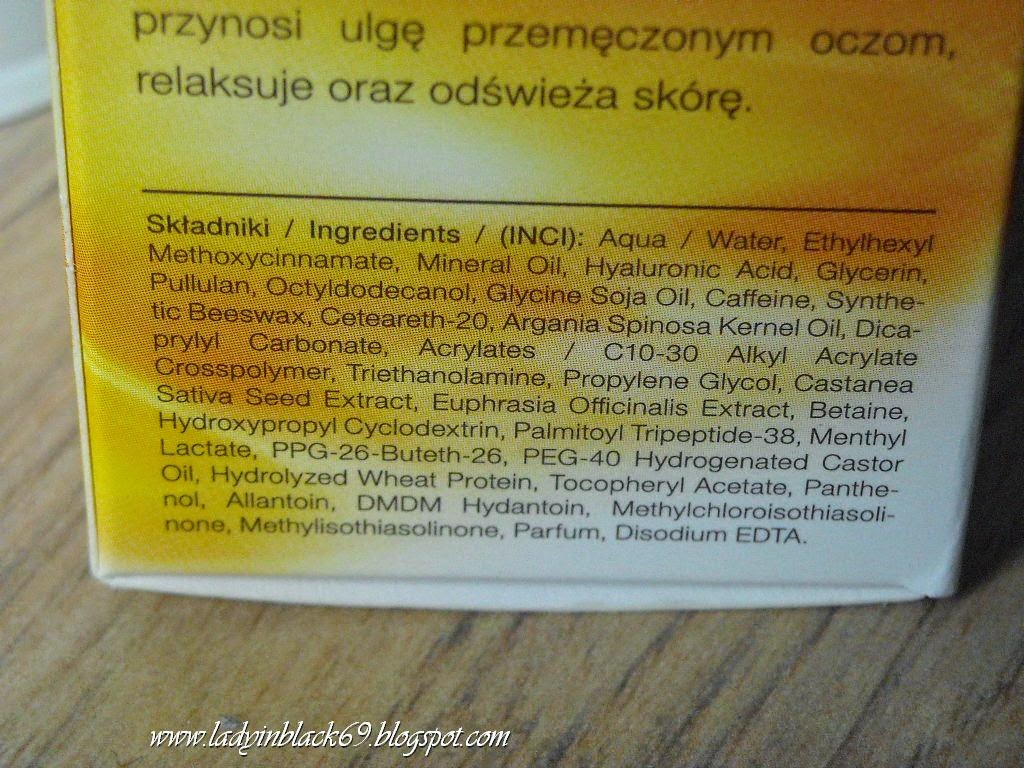 przynosi ulgę przemęczonym oczom,
relaksuje oraz odświeża skórę.
Składniki / Ingredients / (INCI): Aqua / Water, Ethylhexyl
Methoxycinnamate, Mineral Oil, Hyaluronic Acid, Glycerin,
Pullulan, Octyldodecanol, Glycine Soja Oil, Caffeine, Synthe-
tic Beeswax, Ceteareth-20, Argania Spinosa Kernel Oil, Dica-
prylyl Carbonate, Acrylates / C10-30 Alkyl Acrylate
Crosspolymer, Triethanolamine, Propylene Glycol, Castanea
Sativa Seed Extract, Euphrasia Officinalis Extract, Betaine,
Hydroxypropyl Cyclodextrin, Palmitoyl Tripeptide-38, Menthyl
Lactate, PPG-26-Buteth-26, PEG-40 Hydrogenated Castor
Oil, Hydrolyzed Wheat Protein, Tocopheryl Acetate, Panthe-
nol, Allantoin, DMDM Hydantoin, Methylchloroisothiasoli-
none, Methylisothiasolinone, Parfum, Disodium EDTA.
www.ladyinblack69.blogspot.com